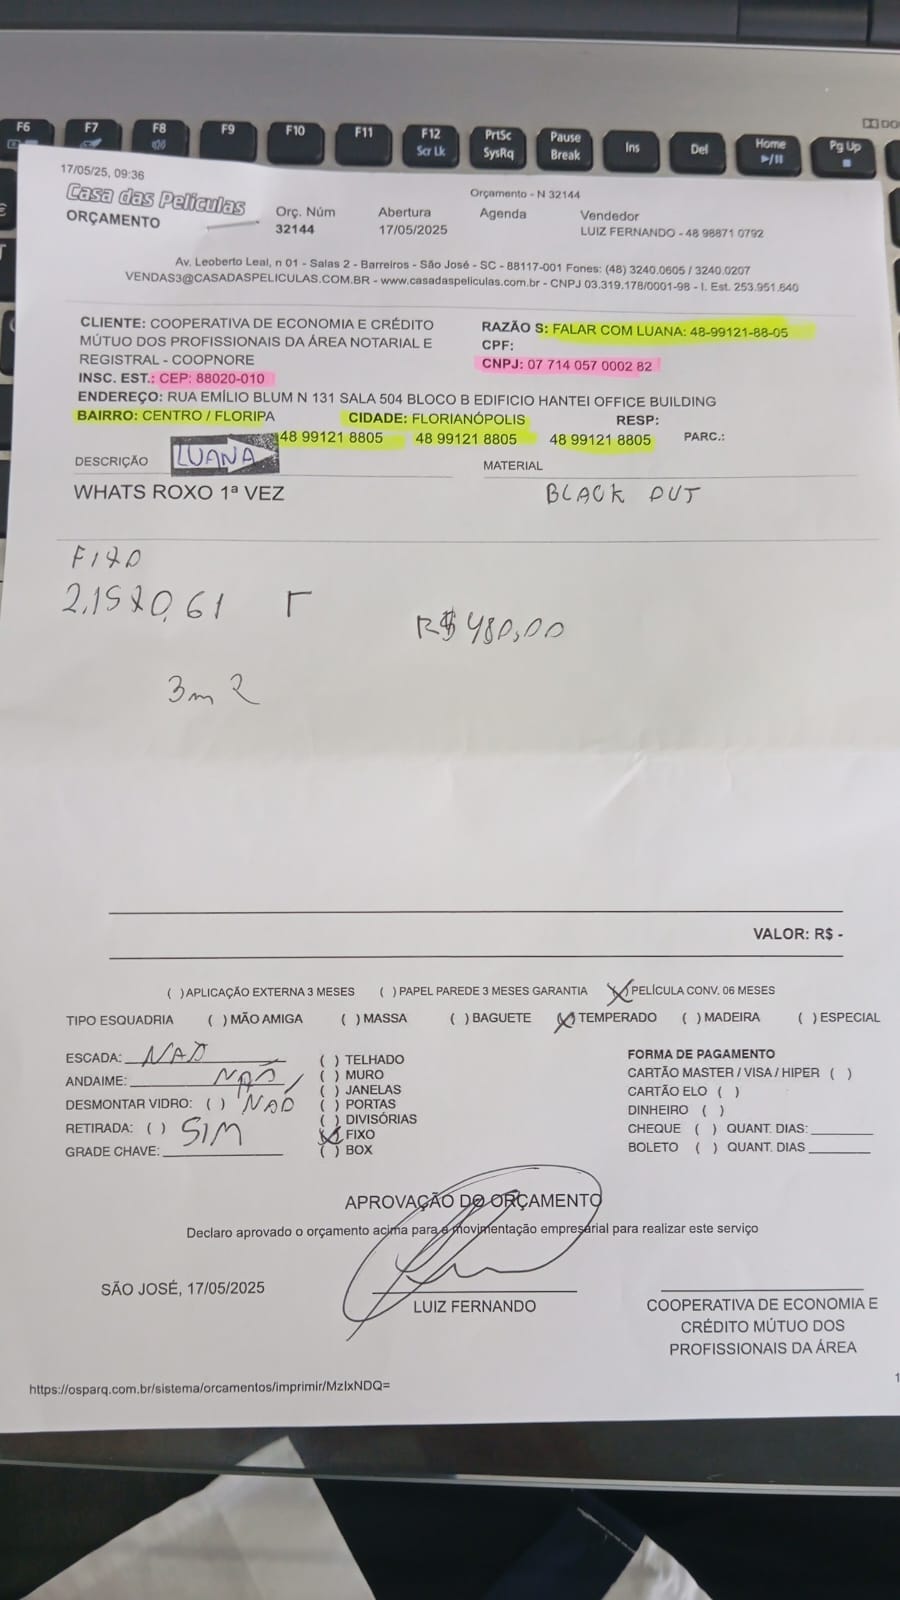 F6 F7 F8 F9 F10 F11 F12 PrtSc Pause Ins Del Home Pg Up
Scr Lk SysRq Break
17/05/25, 09:36
Orçamento - N 32144
Casa das Películas
ORÇAMENTO
Orç. Núm Abertura Agenda Vendedor
32144 17/05/2025 LUIZ FERNANDO - 48 98871 0792
Av. Leoberto Leal, n 01 - Salas 2 - Barreiros - São José - SC - 88117-001 Fones: (48) 3240.0605 / 3240.0207
VENDAS3@CASADASPELICULAS.COM.BR - www.casadaspeliculas.com.br - CNPJ 03.319.178/0001-98 - I. Est. 253.951.640
CLIENTE: COOPERATIVA DE ECONOMIA E CRÉDITO
MÚTUO DOS PROFISSIONAIS DA ÁREA NOTARIAL E
REGISTRAL - COOPNORE
RAZÃO S: FALAR COM LUANA: 48-99121-88-05
CPF:
CNPJ: 07 714 057 0002 82
INSC. EST.: CEP: 88020-010
ENDEREÇO: RUA EMÍLIO BLUM N 131 SALA 504 BLOCO B EDIFICIO HANTEI OFFICE BUILDING
BAIRRO: CENTRO / FLORIPA CIDADE: FLORIANÓPOLIS RESP:
48 99121 8805 48 99121 8805 48 99121 8805 PARC.:
DESCRIÇÃO LUANA MATERIAL
WHATS ROXO 1ª VEZ BLACK OUT
FIXO
2,15x0,61 R$480,00
3m2
VALOR: R$ -
( )APLICAÇÃO EXTERNA 3 MESES ( )PAPEL PAREDE 3 MESES GARANTIA (X)PELÍCULA CONV. 06 MESES
TIPO ESQUADRIA ( ) MÃO AMIGA ( ) MASSA ( ) BAGUETE (X) TEMPERADO ( ) MADEIRA ( ) ESPECIAL
ESCADA: NAO
ANDAIME: NAO
DESMONTAR VIDRO: ( ) NAO
RETIRADA: ( ) SIM
GRADE CHAVE:
( ) TELHADO
( ) MURO
( ) JANELAS
( ) PORTAS
( ) DIVISÓRIAS
(X) FIXO
( ) BOX
FORMA DE PAGAMENTO
CARTÃO MASTER / VISA / HIPER ( )
CARTÃO ELO ( )
DINHEIRO ( )
CHEQUE ( ) QUANT. DIAS:
BOLETO ( ) QUANT. DIAS
APROVAÇÃO DO ORÇAMENTO
Declaro aprovado o orçamento acima para a movimentação empresarial para realizar este serviço
SÃO JOSÉ, 17/05/2025
LUIZ FERNANDO
COOPERATIVA DE ECONOMIA E
CRÉDITO MÚTUO DOS
PROFISSIONAIS DA ÁREA
https://osparq.com.br/sistema/orcamentos/imprimir/MzIxNDQ=